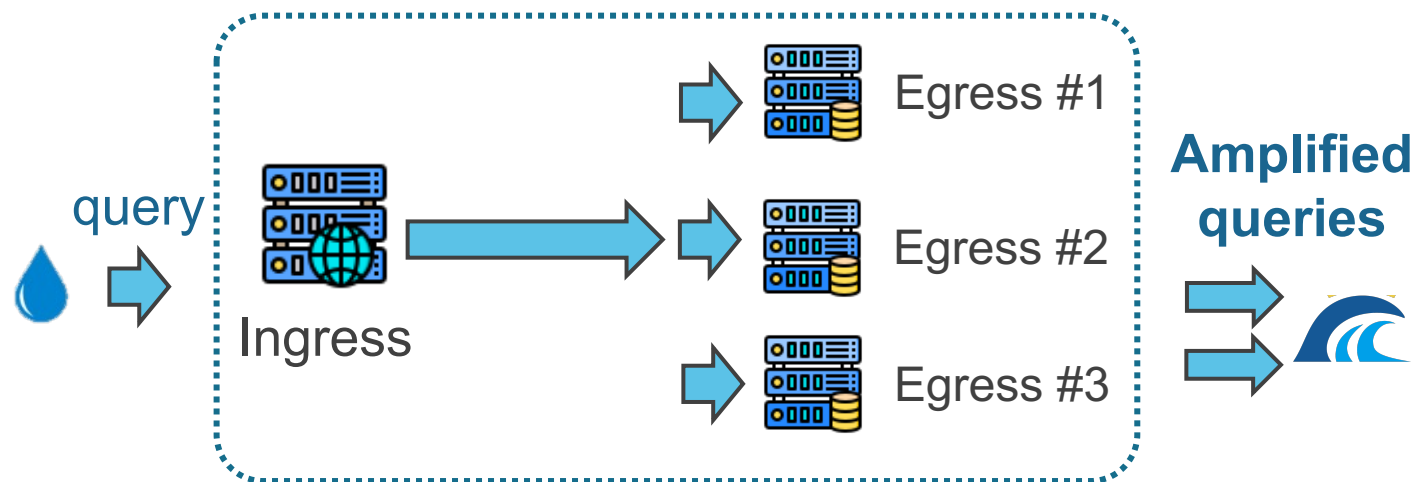 query
Ingress
Egress #1
Egress #2
Egress #3
Amplified
queries